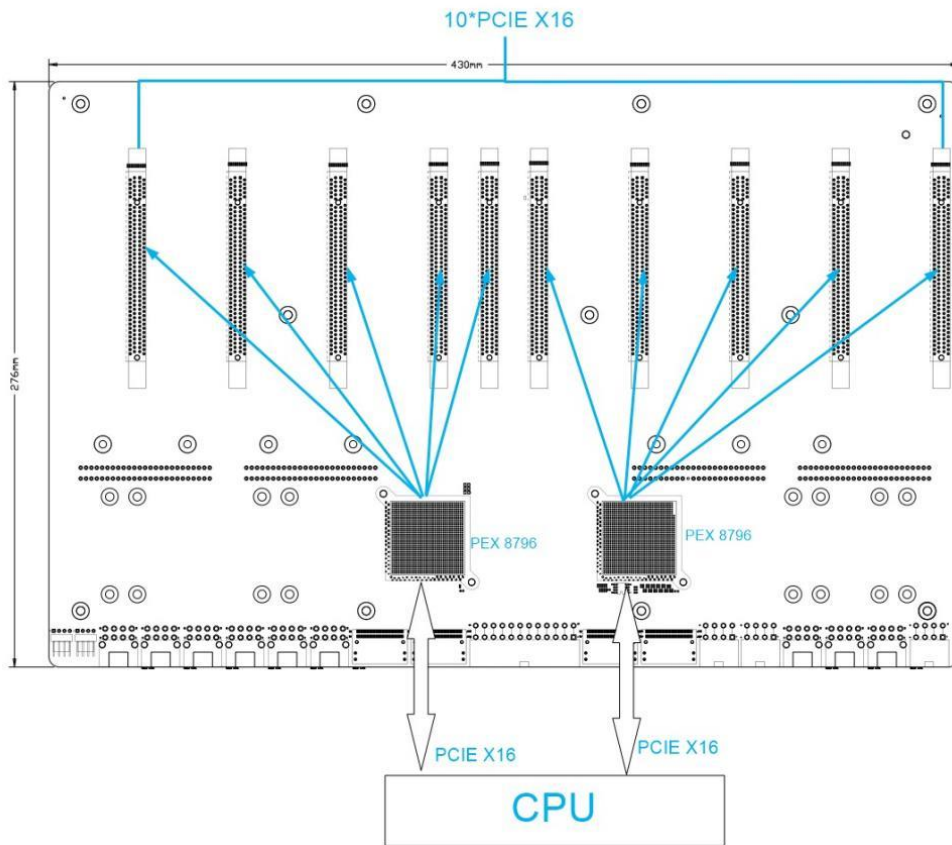 10*PCIE X16
430mm
276mm
PEX 8796
PEX 8796
PCIE X16
PCIE X16
CPU